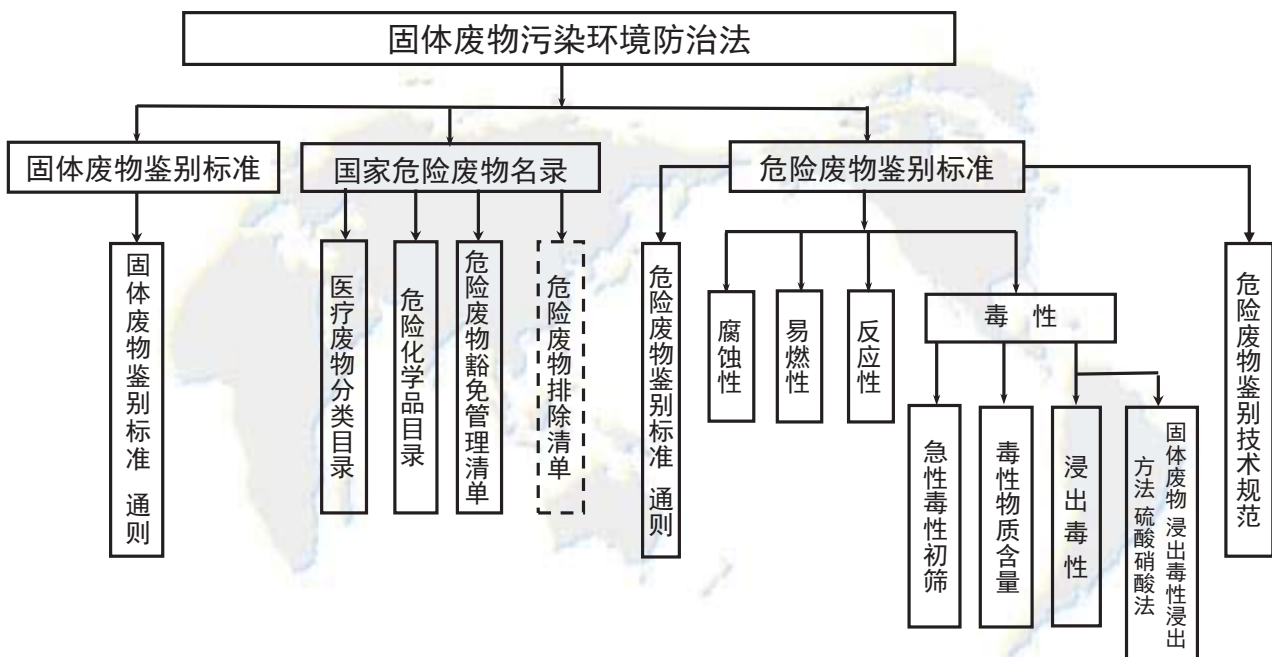 固体废物污染环境防治法
固体废物鉴别标准
国家危险废物名录
危险废物鉴别标准
固体废物鉴别标准 通则
医疗废物分类目录
危险化学品目录
危险废物豁免管理清单
危险废物排除清单
危险废物鉴别标准 通则
腐蚀性
易燃性
反应性
毒 性
危险废物鉴别技术规范
急性毒性初筛
毒性物质含量
浸出毒性
固体废物 浸出毒性浸出
方法 硫酸硝酸法